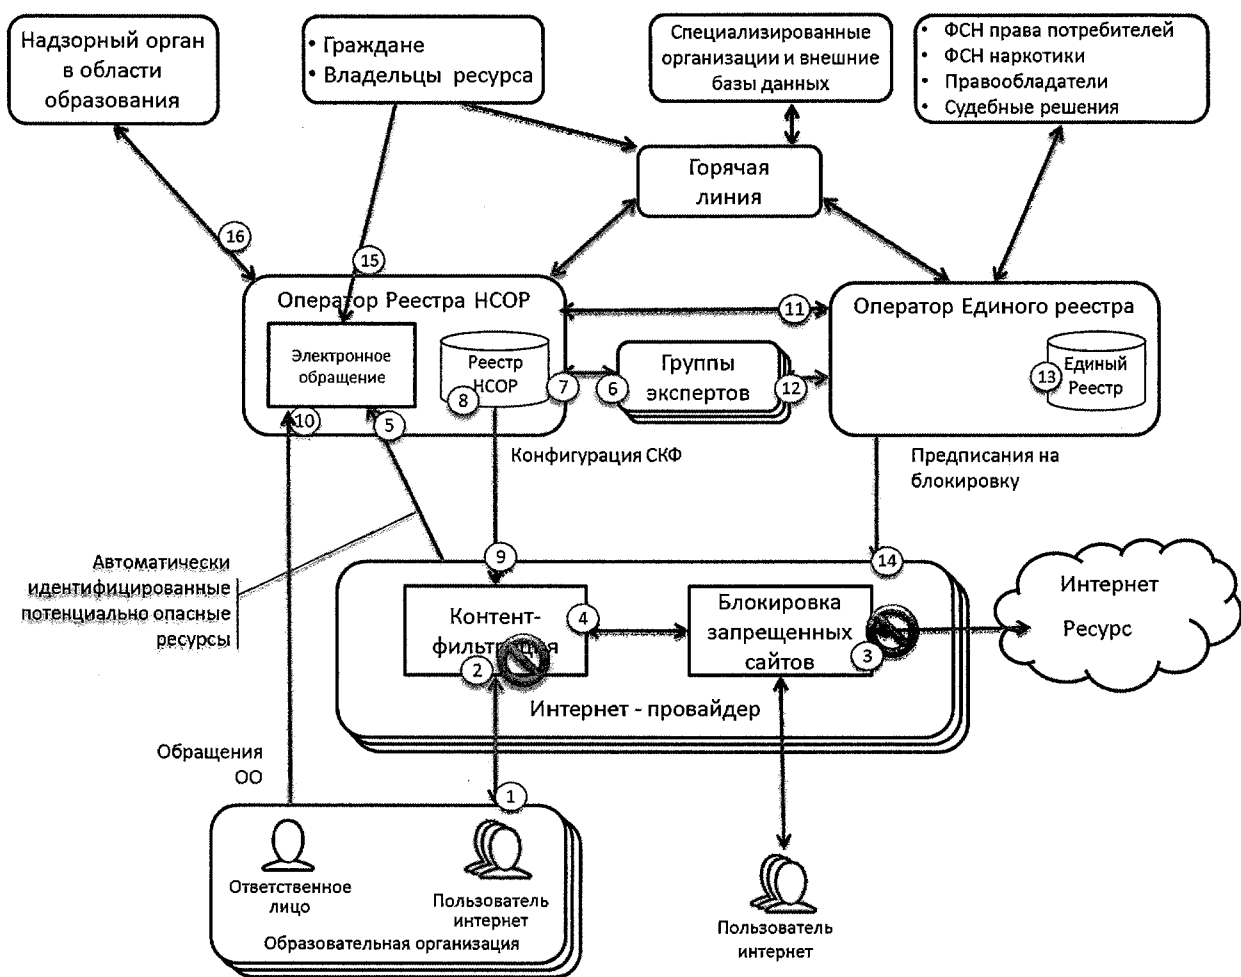 Надзорный орган
в области
образования
• Граждане
• Владельцы ресурса
Специализированные
организации и внешние
базы данных
• ФСН права потребителей
• ФСН наркотики
• Правообладатели
• Судебные решения
Горячая
линия
16
15
Оператор Реестра НСОР
11
Оператор Единого реестра
Электронное
обращение
Реестр
НСОР
8
7
6
Группы
экспертов
12
13
Единый
Реестр
10
5
Конфигурация СКФ
Предписания на
блокировку
Автоматически
идентифицированные
потенциально опасные
ресурсы
9
14
Контент-
фильтрация
2
4
Блокировка
запрещенных
сайтов
3
Интернет
Ресурс
Интернет - провайдер
Обращения
ОО
1
Ответственное
лицо
Пользователь
интернет
Образовательная организация
Пользователь
интернет